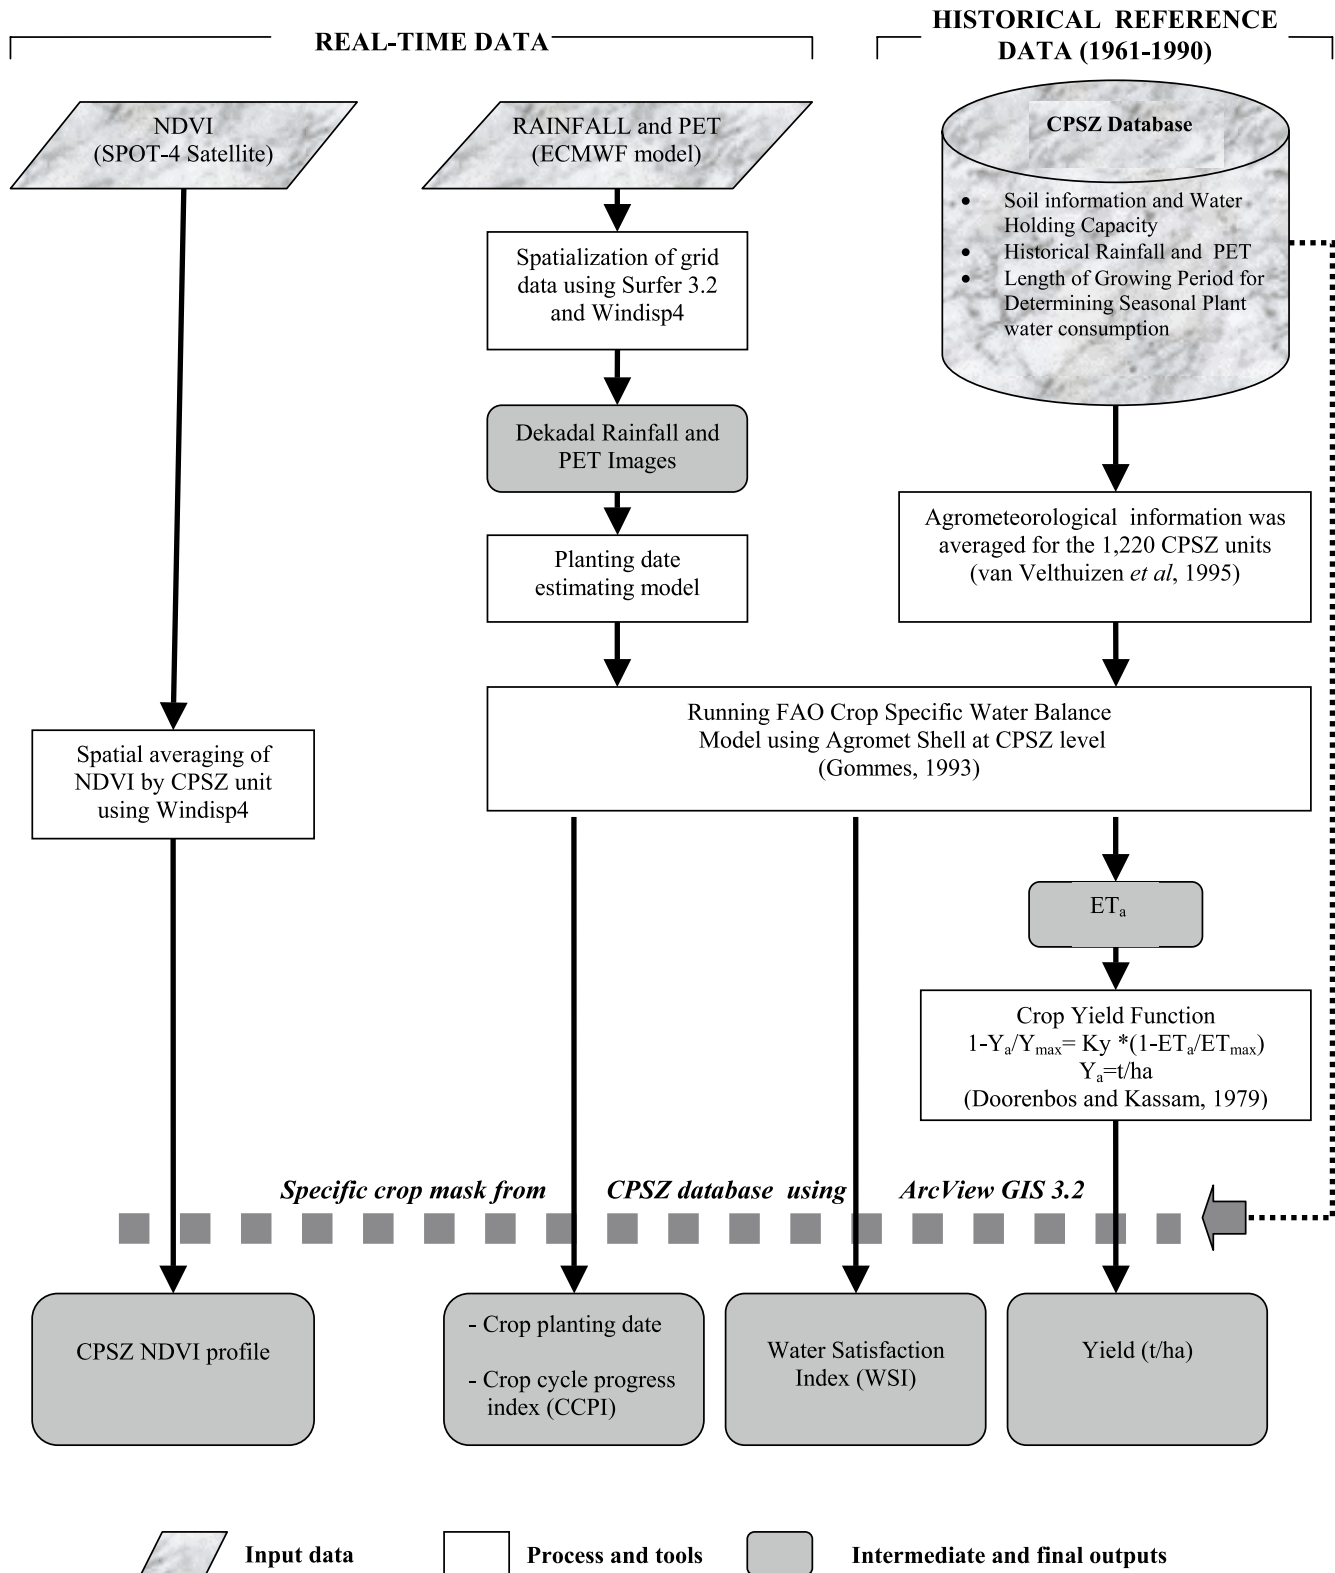 REAL-TIME DATA
HISTORICAL REFERENCE
DATA (1961-1990)
NDVI
(SPOT-4 Satellite)
RAINFALL and PET
(ECMWF model)
CPSZ Database
• Soil information and Water
Holding Capacity
• Historical Rainfall and PET
• Length of Growing Period for
Determining Seasonal Plant
water consumption
Spatialization of grid
data using Surfer 3.2
and Windisp4
Dekadal Rainfall and
PET Images
Planting date
estimating model
Agrometeorological information was
averaged for the 1,220 CPSZ units
(van Velthuizen et al, 1995)
Running FAO Crop Specific Water Balance
Model using Agromet Shell at CPSZ level
(Gommes, 1993)
Spatial averaging of
NDVI by CPSZ unit
using Windisp4
ETa
Crop Yield Function
1-Ya/Ymax= Ky *(1-ETa/ETmax)
Ya=t/ha
(Doorenbos and Kassam, 1979)
Specific crop mask from CPSZ database using ArcView GIS 3.2
CPSZ NDVI profile
- Crop planting date
- Crop cycle progress
index (CCPI)
Water Satisfaction
Index (WSI)
Yield (t/ha)
Input data
Process and tools
Intermediate and final outputs